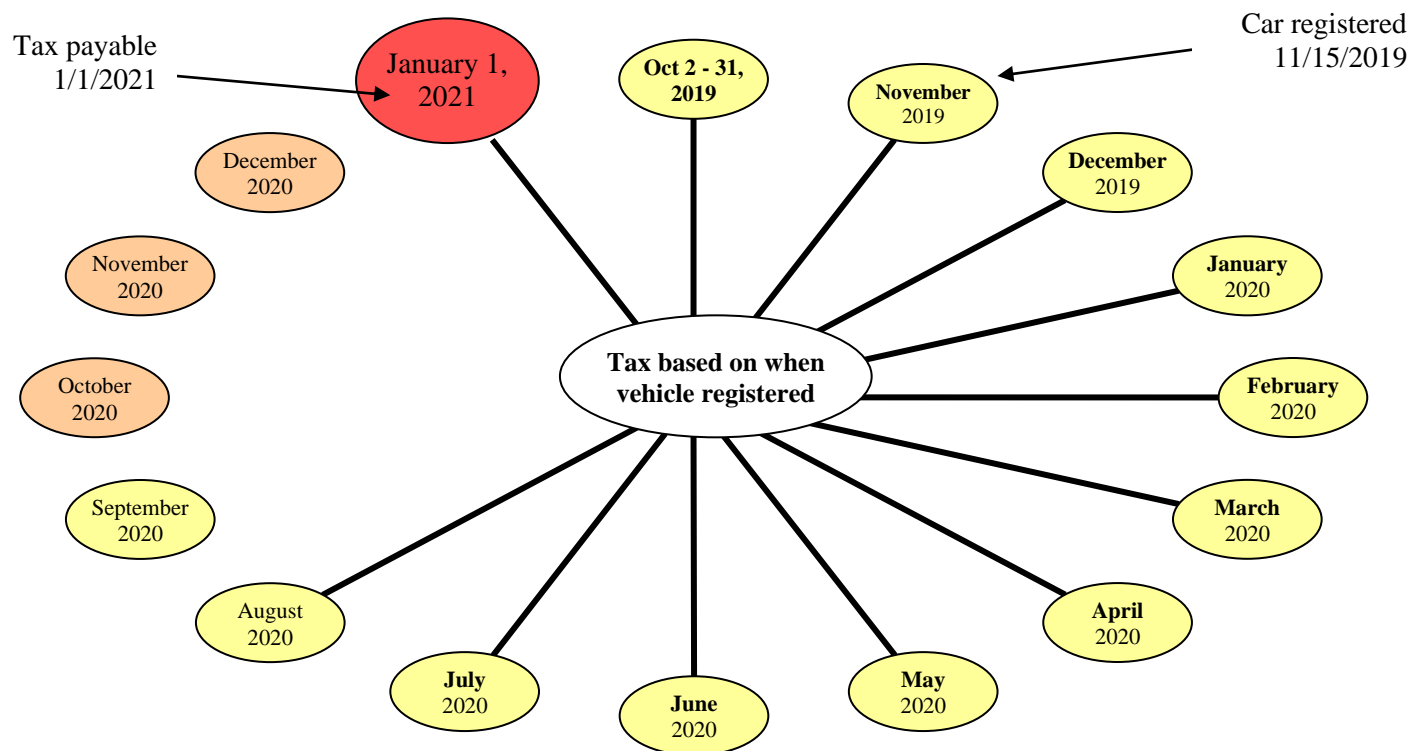 Tax payable
1/1/2021
January 1,
2021
Oct 2 - 31,
2019
November
2019
Car registered
11/15/2019
December
2019
January
2020
February
2020
March
2020
April
2020
May
2020
June
2020
July
2020
August
2020
September
2020
October
2020
November
2020
December
2020
Tax based on when
vehicle registered